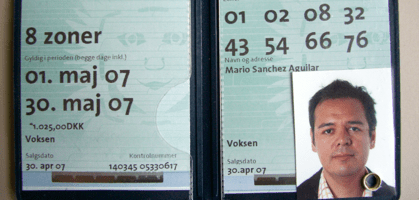 8 zoner
Gyldig i perioden (begge dage inkl.)
01. maj 07
30. maj 07
~1.025,00DKK
Voksen
Salgsdato Kontrolnummer
30. apr 07 140345 05330617
01 02 08 32
43 54 66 76
Navn og adresse
Mario Sanchez Aguilar
Voksen
Salgsdato
30. apr 07